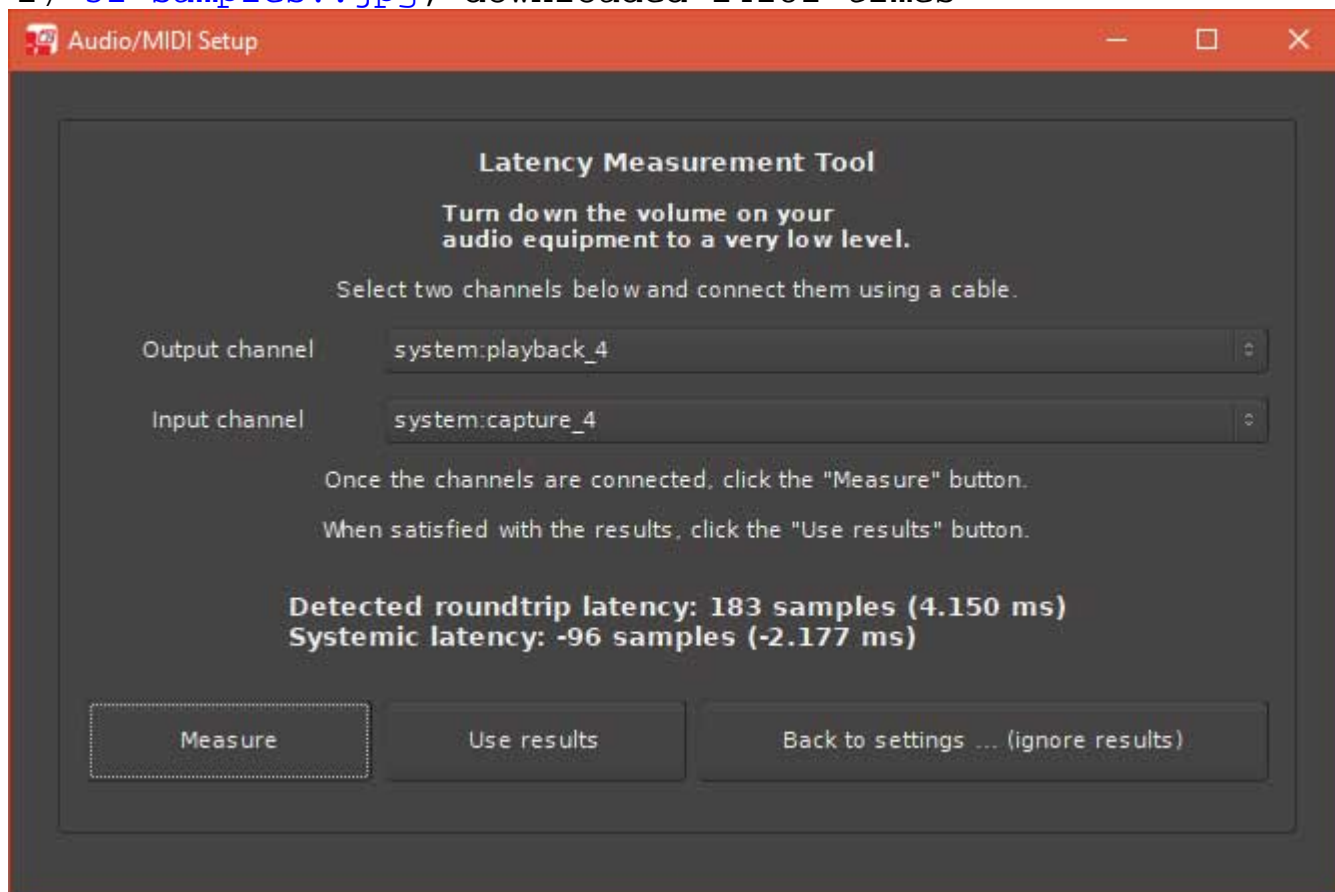 Audio/MIDI Setup
Latency Measurement Tool
Turn down the volume on your
audio equipment to a very low level.
Select two channels below and connect them using a cable.
Output channel system:playback_4
Input channel system:capture_4
Once the channels are connected, click the "Measure" button.
When satisfied with the results, click the "Use results" button.
Detected roundtrip latency: 183 samples (4.150 ms)
Systemic latency: -96 samples (-2.177 ms)
Measure Use results Back to settings ... (ignore results)